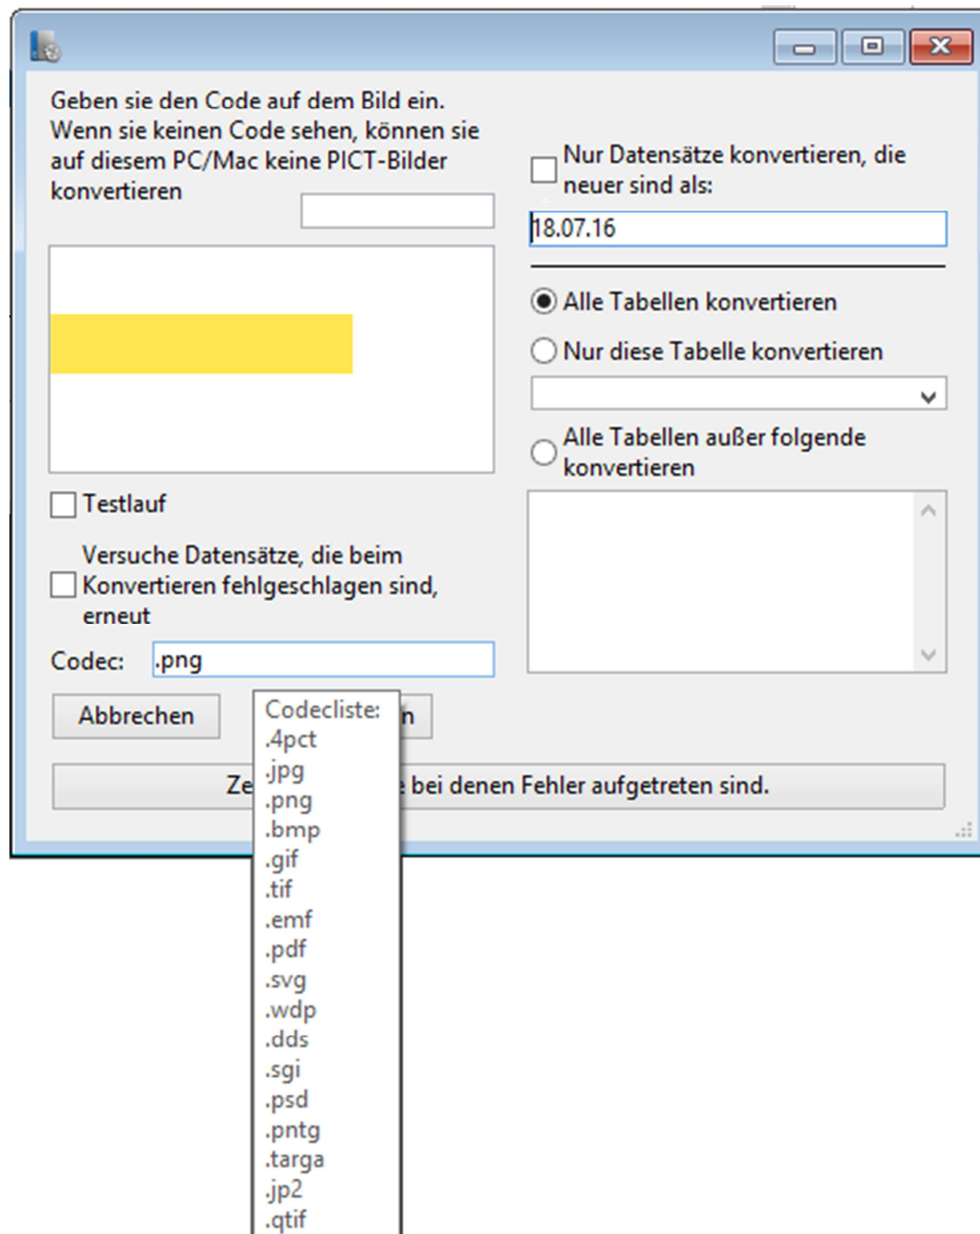 Geben sie den Code auf dem Bild ein.
Wenn sie keinen Code sehen, können sie
auf diesem PC/Mac keine PICT-Bilder
konvertieren
Testlauf
Versuche Datensätze, die beim
Konvertieren fehlgeschlagen sind,
erneut
Codec: .png
Abbrechen
Nur Datensätze konvertieren, die
neuer sind als:
18.07.16
Alle Tabellen konvertieren
Nur diese Tabelle konvertieren
Alle Tabellen außer folgende
konvertieren
bei denen Fehler aufgetreten sind.
Codecliste:
.4pct
.jpg
.png
.bmp
.gif
.tif
.emf
.pdf
.svg
.wdp
.dds
.sgi
.psd
.pntg
.targa
.jp2
.qtif